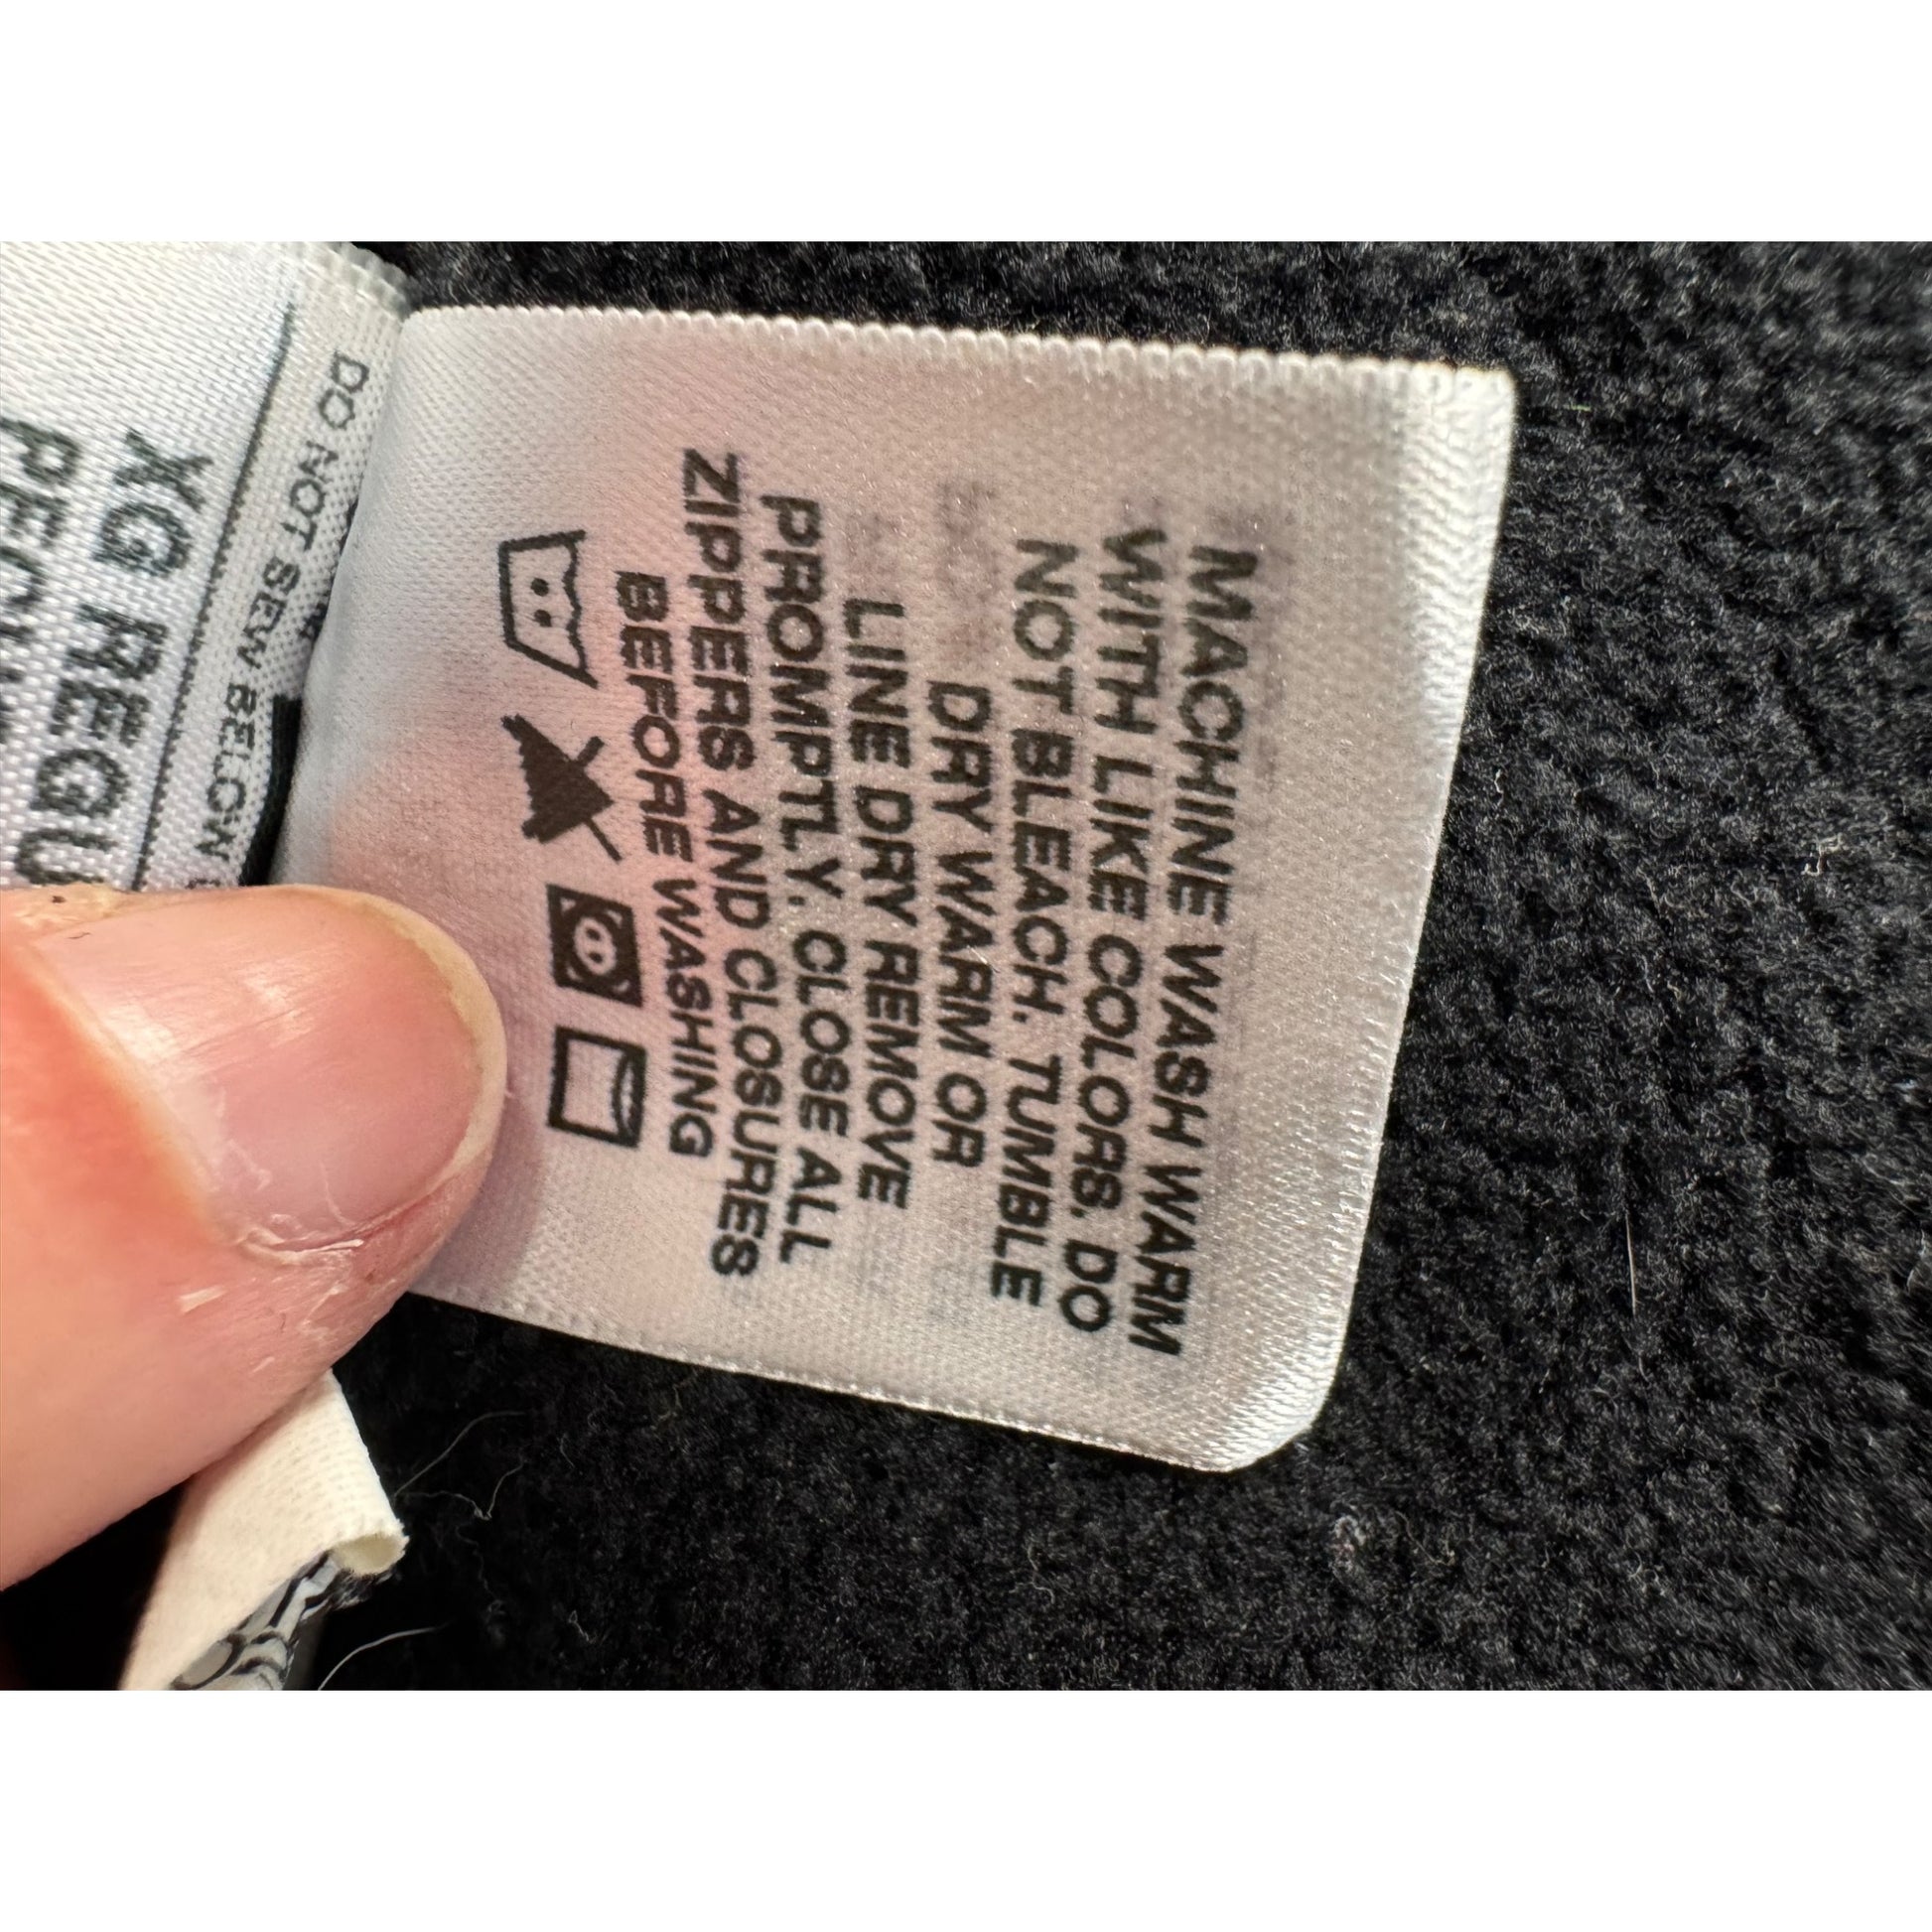 MACHINE WASH WARM
WITH LIKE COLORS. DO
NOT BLEACH. TUMBLE
DRY WARM OR
LINE DRY REMOVE
PROMPTLY. CLOSE ALL
ZIPPERS AND CLOSURES
BEFORE WASHING
DO NOT SEW BELOW
XG REGU